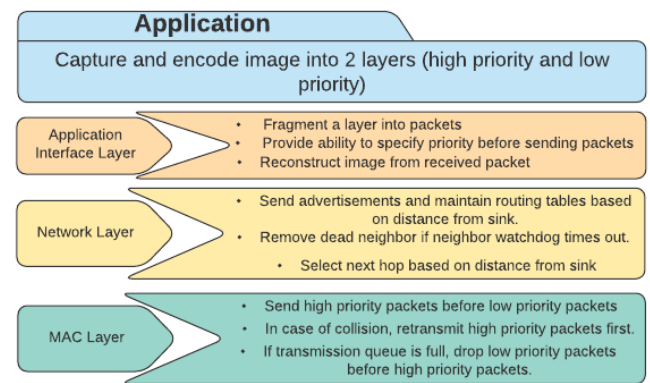 Application
Capture and encode image into 2 layers (high priority and low
priority)
Application
Interface Layer
• Fragment a layer into packets
• Provide ability to specify priority before sending packets
• Reconstruct image from received packet
Network Layer
• Send advertisements and maintain routing tables based
on distance from sink.
• Remove dead neighbor if neighbor watchdog times out.
• Select next hop based on distance from sink
MAC Layer
• Send high priority packets before low priority packets
• In case of collision, retransmit high priority packets first.
• If transmission queue is full, drop low priority packets
before high priority packets.